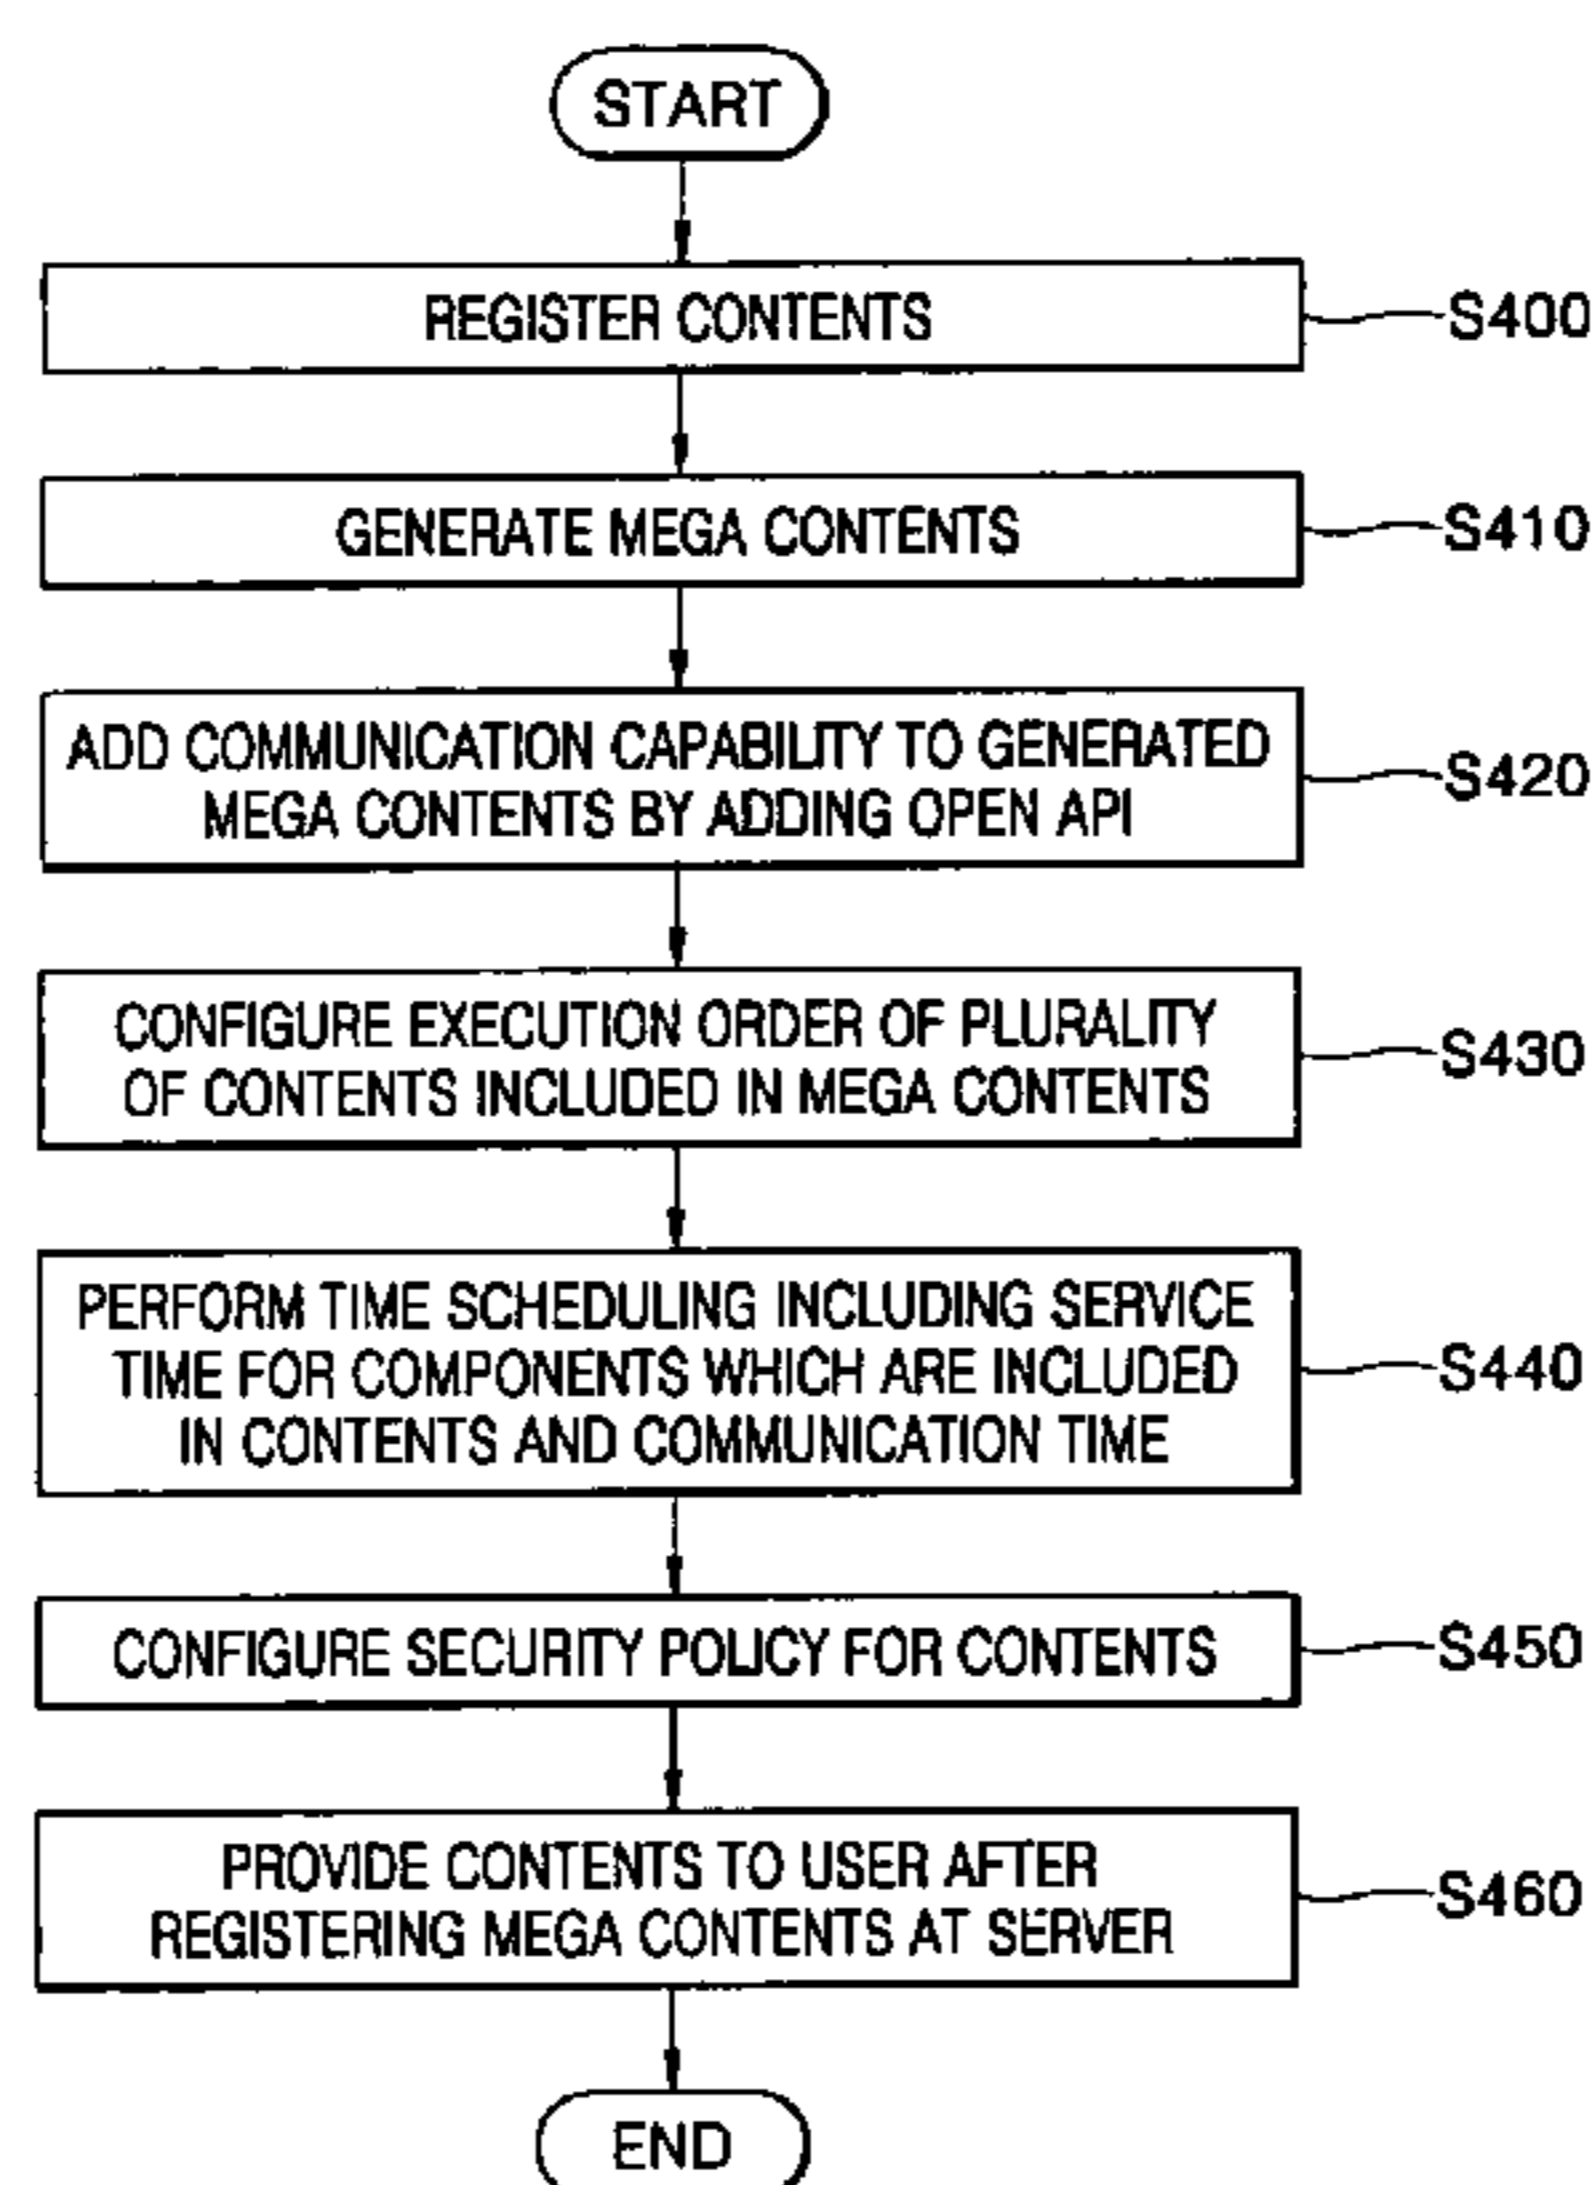 START
REGISTER CONTENTS
S400
GENERATE MEGA CONTENTS
S410
ADD COMMUNICATION CAPABILITY TO GENERATED
MEGA CONTENTS BY ADDING OPEN API
S420
CONFIGURE EXECUTION ORDER OF PLURALITY
OF CONTENTS INCLUDED IN MEGA CONTENTS
S430
PERFORM TIME SCHEDULING INCLUDING SERVICE
TIME FOR COMPONENTS WHICH ARE INCLUDED
IN CONTENTS AND COMMUNICATION TIME
S440
CONFIGURE SECURITY POLICY FOR CONTENTS
S450
PROVIDE CONTENTS TO USER AFTER
REGISTERING MEGA CONTENTS AT SERVER
S460
END